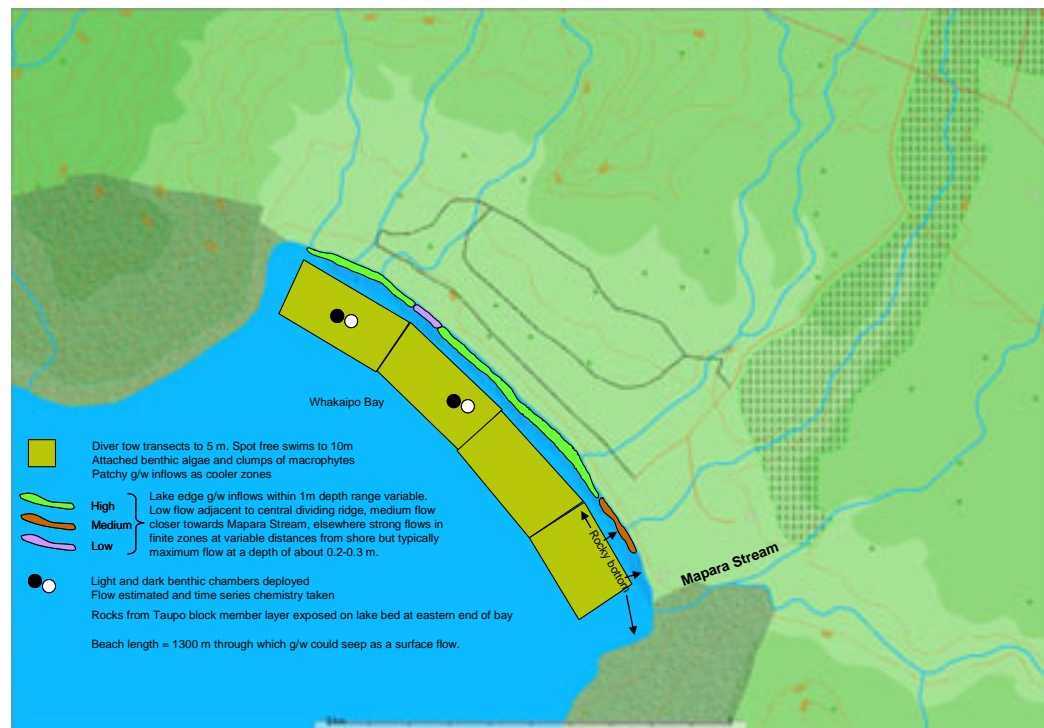 Whakaipo Bay
Diver tow transects to 5 m. Spot free swims to 10m
Attached benthic algae and clumps of macrophytes
Patchy g/w inflows as cooler zones
High
Medium
Low
Lake edge g/w inflows within 1m depth range variable.
Low flow adjacent to central dividing ridge, medium flow
closer towards Mapara Stream, elsewhere strong flows in
finite zones at variable distances from shore but typically
maximum flow at a depth of about 0.2-0.3 m.
Rocky bottom
Mapara Stream
Light and dark benthic chambers deployed
Flow estimated and time series chemistry taken
Rocks from Taupo block member layer exposed on lake bed at eastern end of bay
Beach length = 1300 m through which g/w could seep as a surface flow.